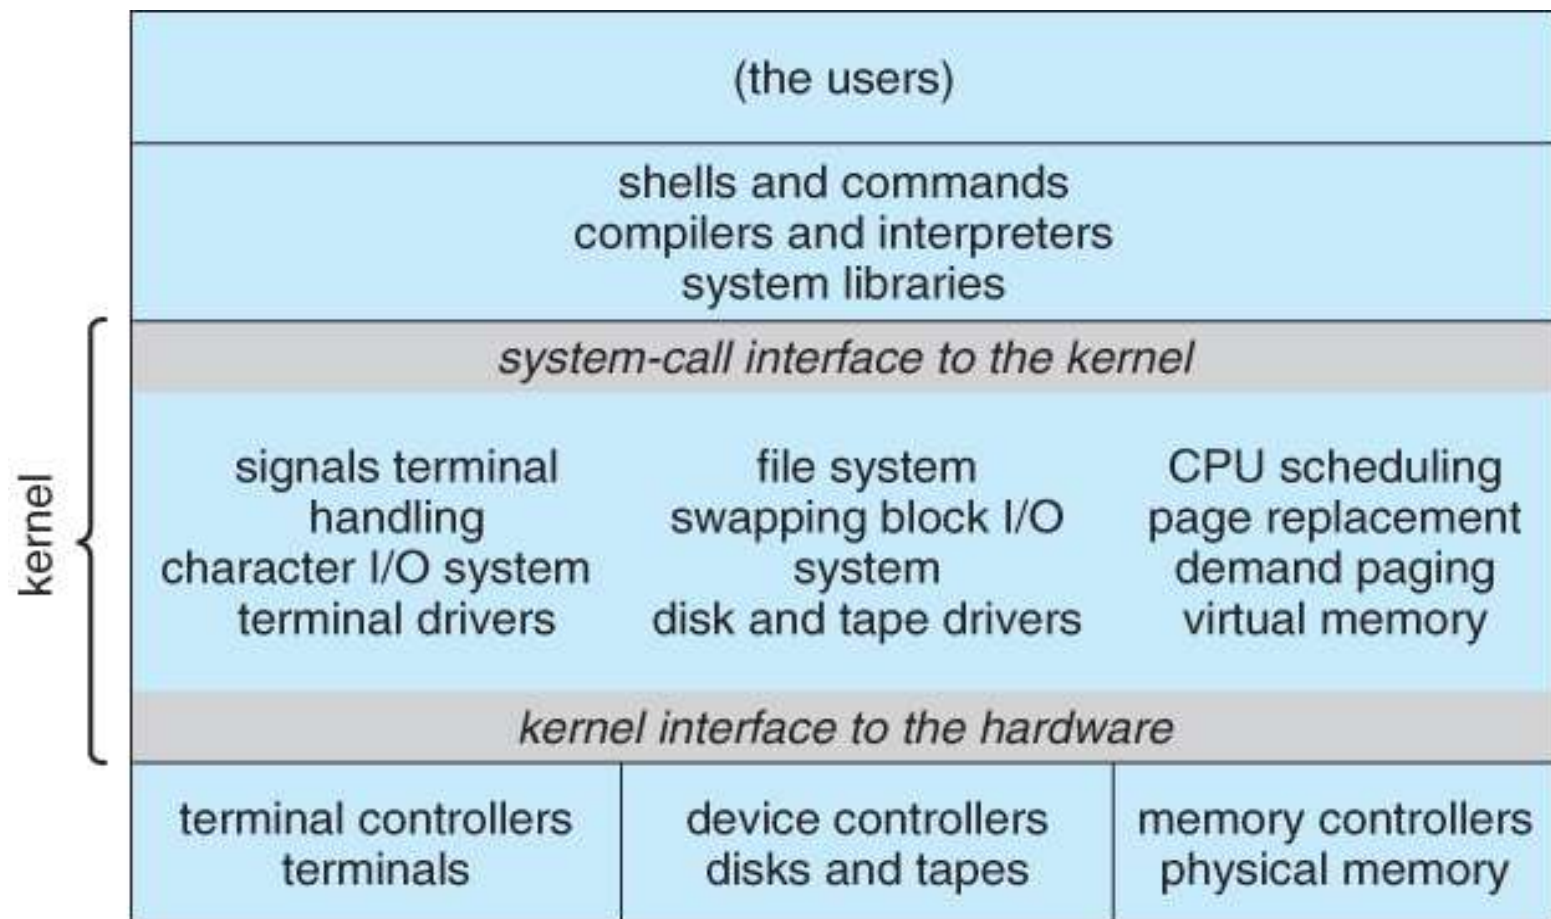 (the users)
shells and commands
compilers and interpreters
system libraries
kernel
system-call interface to the kernel
signals terminal
handling
character I/O system
terminal drivers
file system
swapping block I/O
system
disk and tape drivers
CPU scheduling
page replacement
demand paging
virtual memory
kernel interface to the hardware
terminal controllers
terminals
device controllers
disks and tapes
memory controllers
physical memory